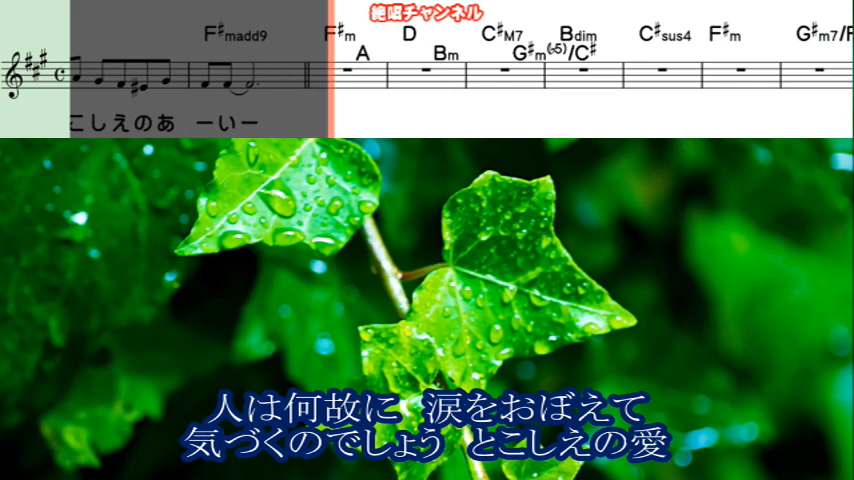 絶唱チャンネル
F♯madd9 F♯m D C♯M7 Bdim C♯sus4 F♯m G♯m7/F
A Bm G♯m(-5)/C♯
こしえのあ ーいー
人は何故に 涙をおぼえて
気づくのでしょう とこしえの愛